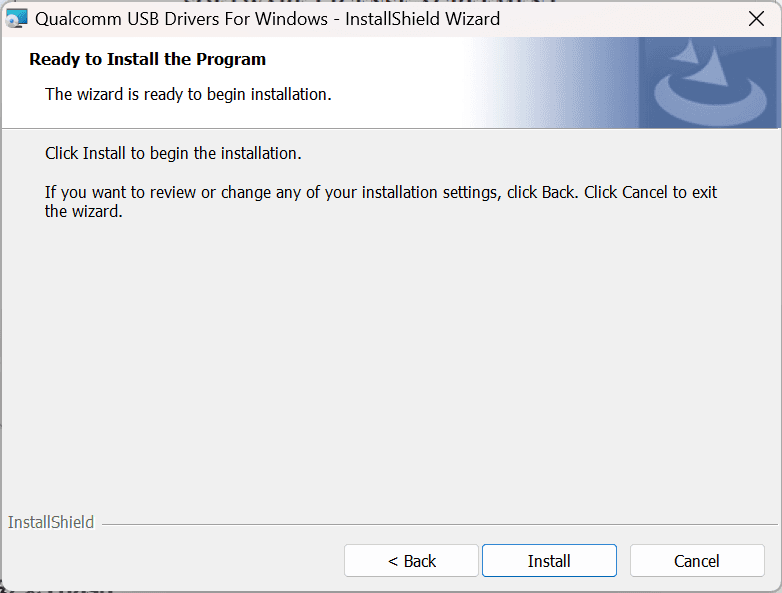 Qualcomm USB Drivers For Windows - InstallShield Wizard
Ready to Install the Program
The wizard is ready to begin installation.
Click Install to begin the installation.
If you want to review or change any of your installation settings, click Back. Click Cancel to exit
the wizard.
InstallShield
< Back
Install
Cancel